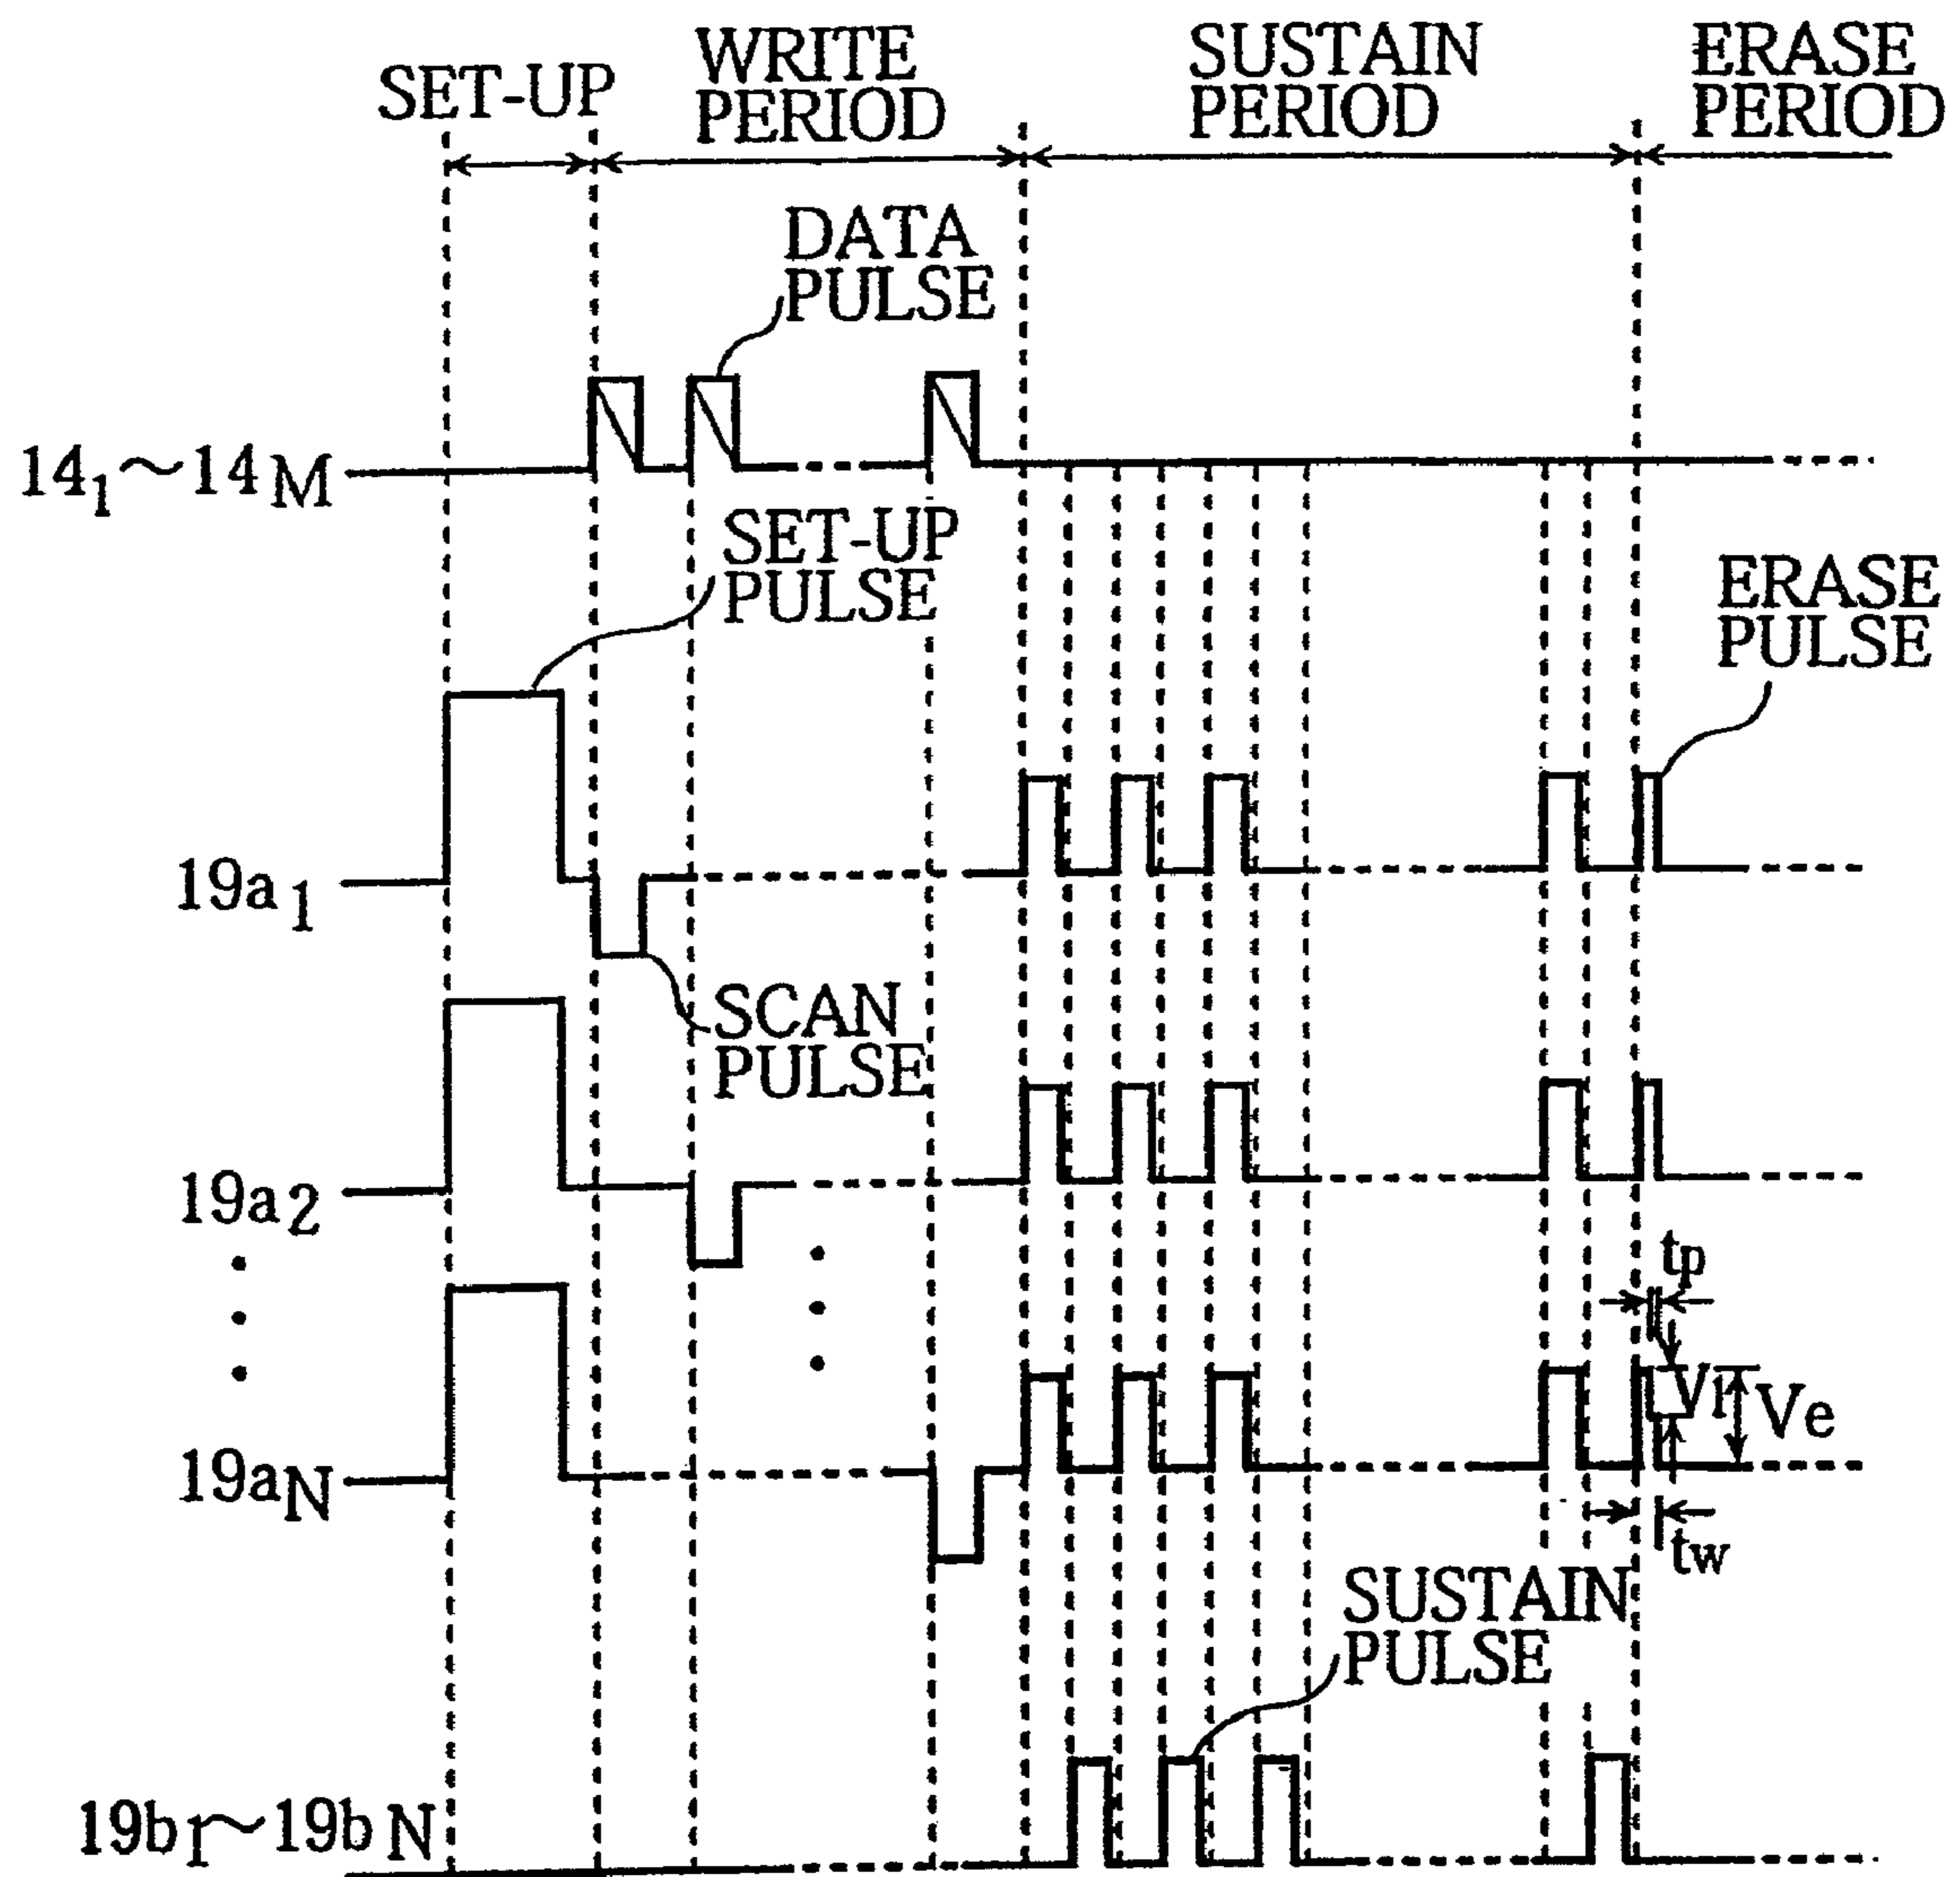 SET-UP
WRITE
PERIOD
SUSTAIN
PERIOD
ERASE
PERIOD
DATA
PULSE
14₁~14M
SET-UP
PULSE
ERASE
PULSE
19a₁
SCAN
PULSE
19a₂
tp
V₁
Ve
19aN
tw
SUSTAIN
PULSE
19b₁~19bN